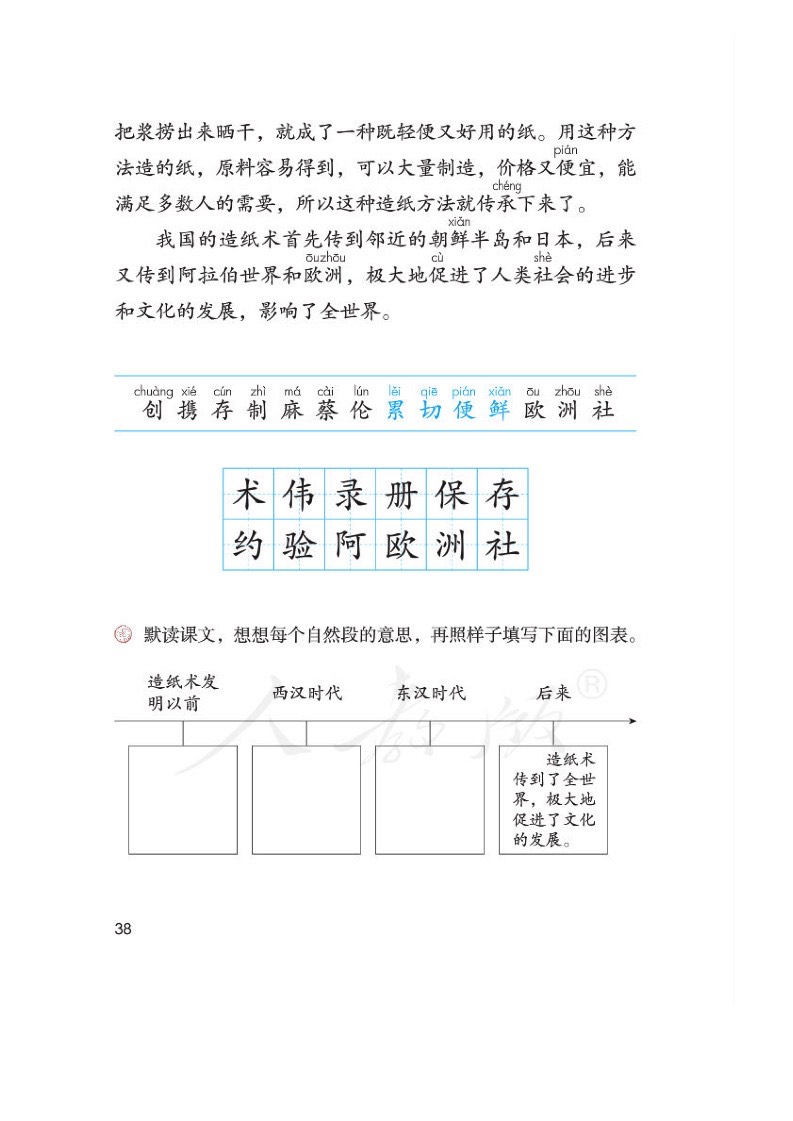 把浆捞出来晒干，就成了一种既轻便又好用的纸。用这种方
pián
法造的纸，原料容易得到，可以大量制造，价格又便宜，能
chéng
满足多数人的需要，所以这种造纸方法就传承下来了。
xiǎn
我国的造纸术首先传到邻近的朝鲜半岛和日本，后来
ōuzhōu cù shè
又传到阿拉伯世界和欧洲，极大地促进了人类社会的进步
和文化的发展，影响了全世界。
chuàng xié cún zhì má cài lún lěi qiē pián xiǎn ōu zhōu shè
创 携 存 制 麻 蔡 伦 累 切 便 鲜 欧 洲 社
术 伟 录 册 保 存
约 验 阿 欧 洲 社
默读课文，想想每个自然段的意思，再照样子填写下面的图表。
造纸术发
明以前
西汉时代
东汉时代
后来
造纸术
传到了全世
界，极大地
促进了文化
的发展。
人教版®
38